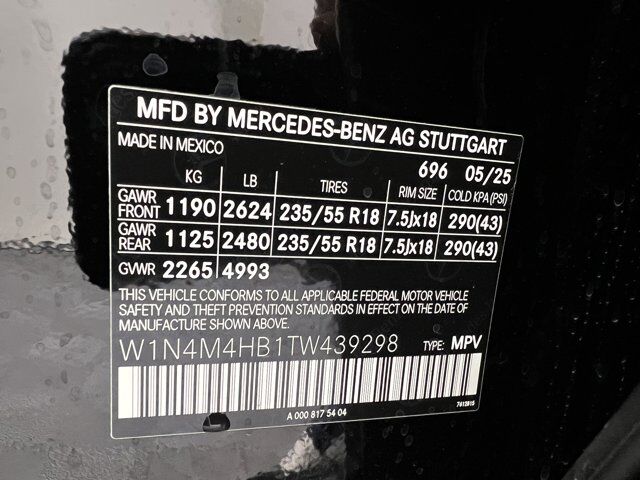 MFD BY MERCEDES-BENZ AG STUTTGART
MADE IN MEXICO 696 05/25
KG LB TIRES RIM SIZE COLD KPA(PSI)
GAWR FRONT 1190 2624 235/55 R18 7.5Jx18 290(43)
GAWR REAR 1125 2480 235/55 R18 7.5Jx18 290(43)
GVWR 2265 4993
THIS VEHICLE CONFORMS TO ALL APPLICABLE FEDERAL MOTOR VEHICLE
SAFETY AND THEFT PREVENTION STANDARDS IN EFFECT ON THE DATE OF
MANUFACTURE SHOWN ABOVE.
W1N4M4HB1TW439298 TYPE: MPV
A 000 817 54 04 7612815